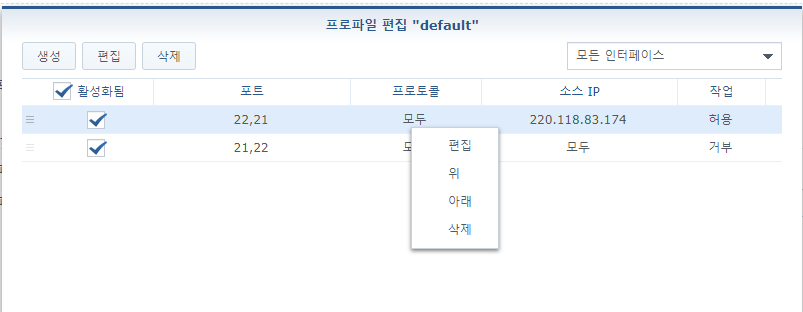 프로파일 편집 "default"
생성 편집 삭제 모든 인터페이스
활성화됨 포트 프로토콜 소스 IP 작업
22,21 모두 220.118.83.174 허용
21,22 모두 거부
편집
위
아래
삭제